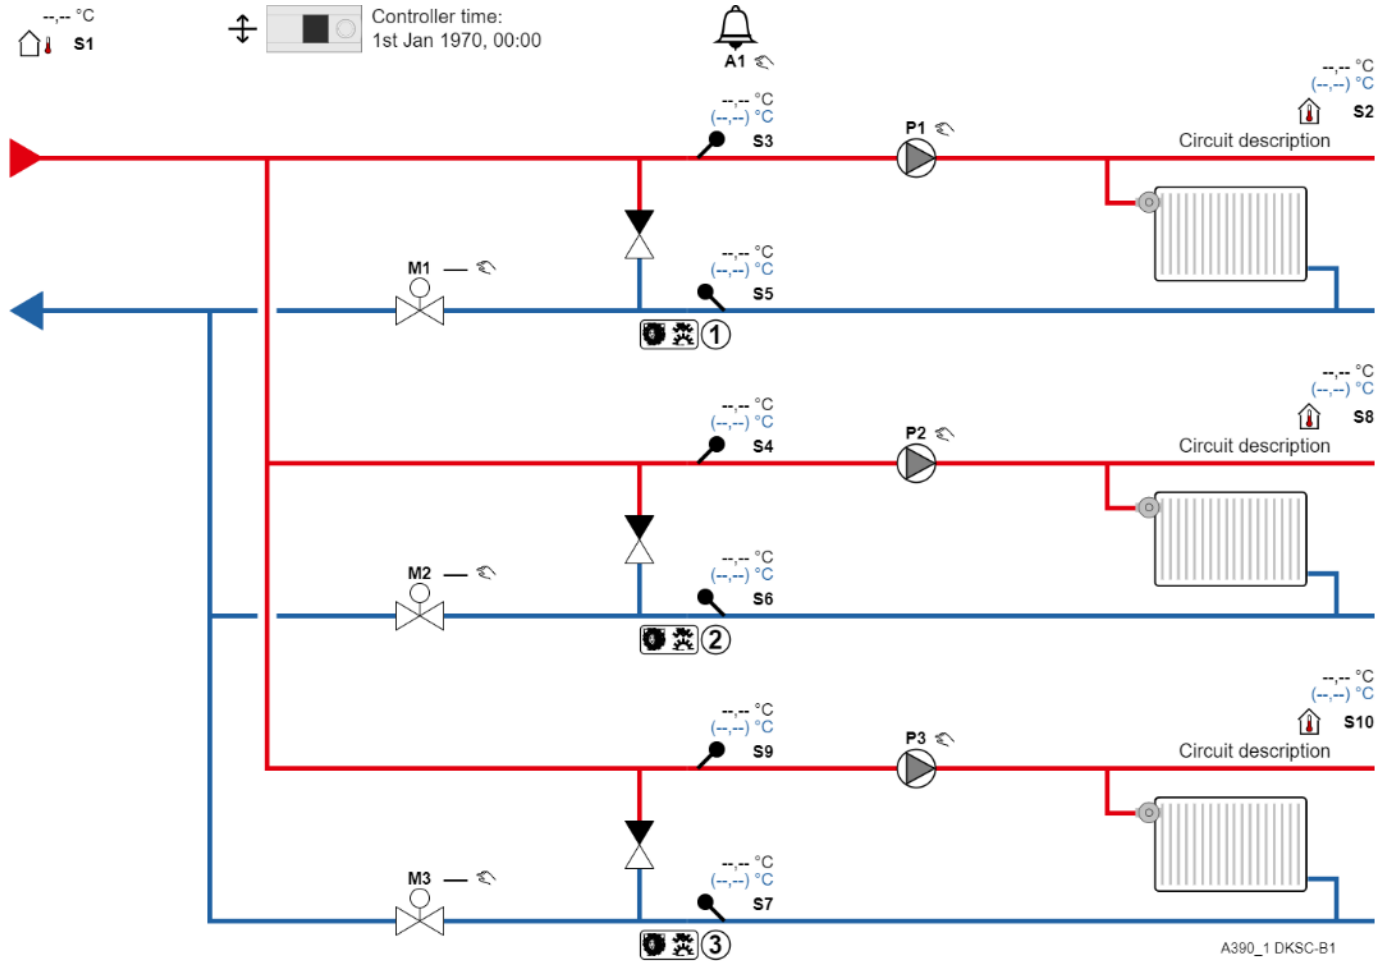 --,-- °C
S1
Controller time:
1st Jan 1970, 00:00
A1
--,-- °C
(--,--) °C
S2
Circuit description
--,-- °C
(--,--) °C
S3
P1
M1
--,-- °C
(--,--) °C
S5
1
--,-- °C
(--,--) °C
S8
Circuit description
--,-- °C
(--,--) °C
S4
P2
M2
--,-- °C
(--,--) °C
S6
2
--,-- °C
(--,--) °C
S10
Circuit description
--,-- °C
(--,--) °C
S9
P3
M3
--,-- °C
(--,--) °C
S7
3
A390_1 DKSC-B1